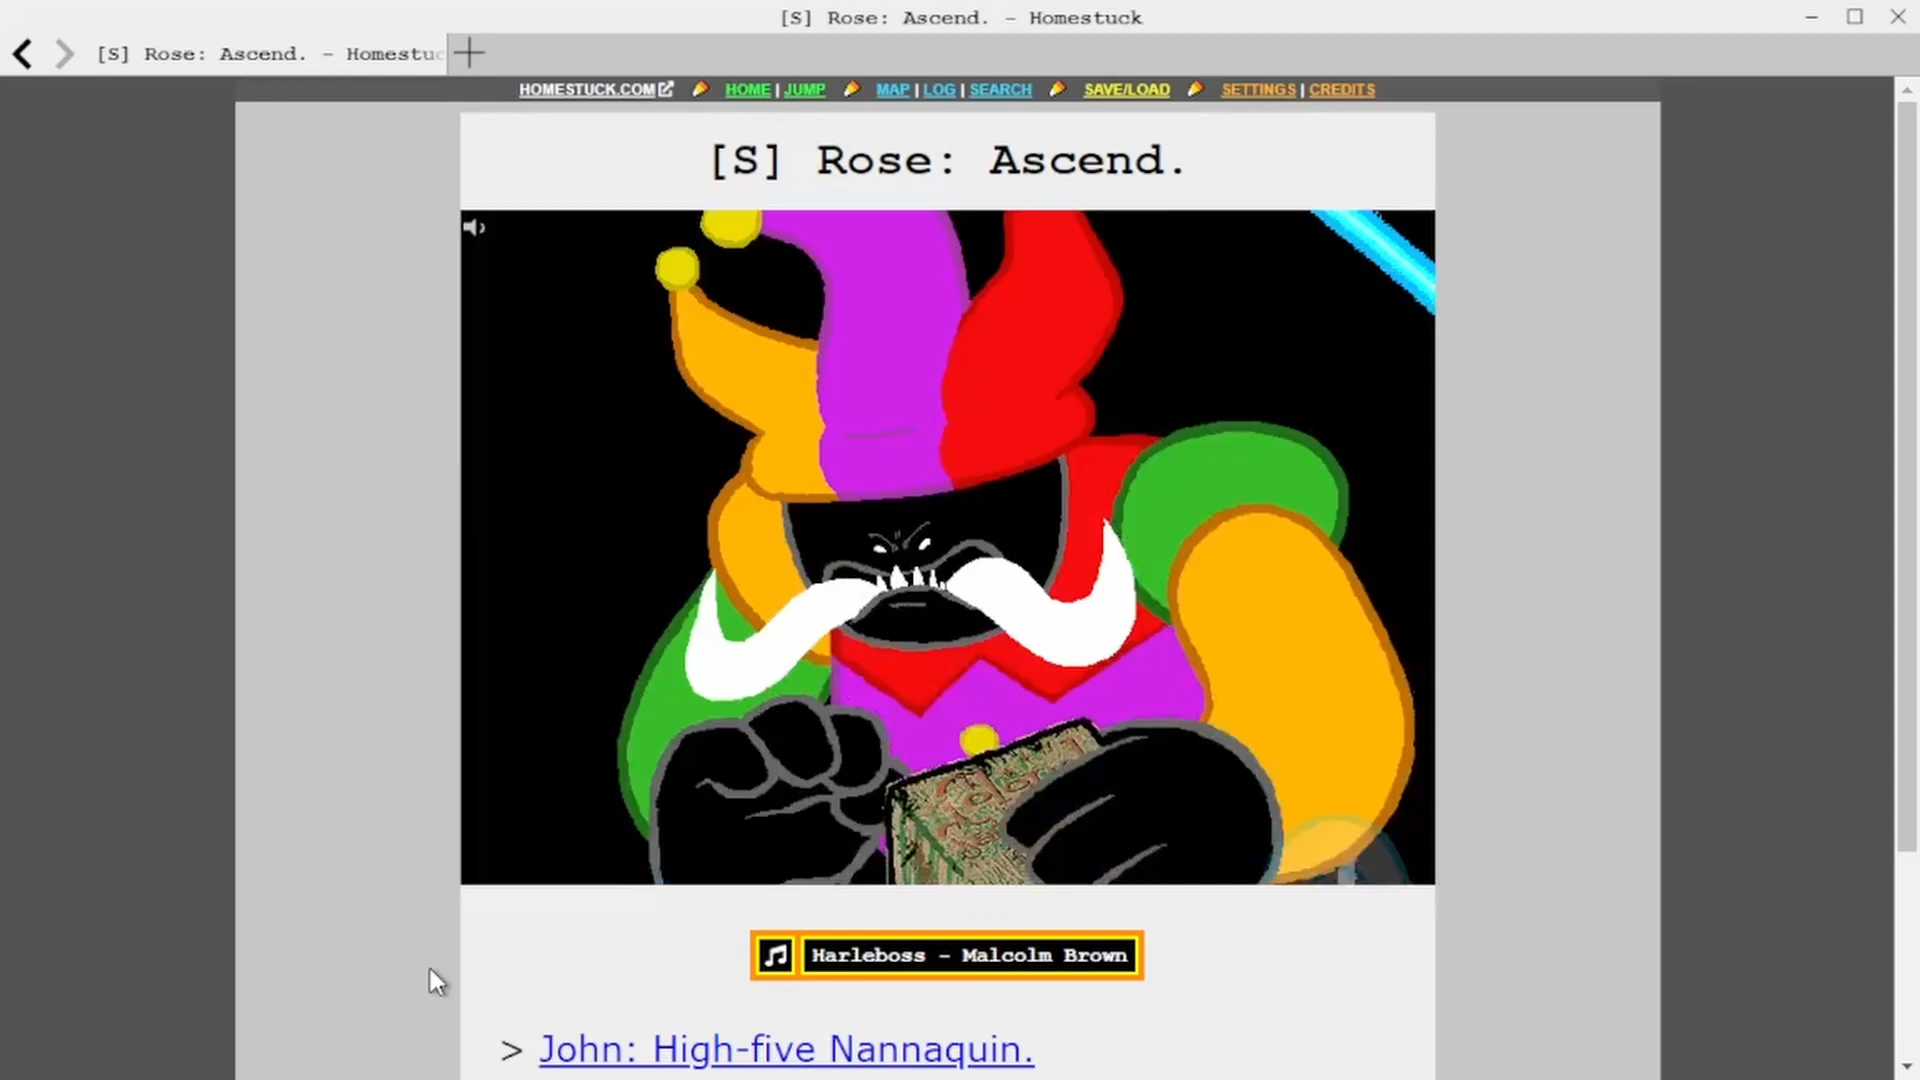 [S] Rose: Ascend. - Homestuck
[S] Rose: Ascend. - Homestuc
HOMESTUCK.COM HOME | JUMP MAP | LOG | SEARCH SAVE/LOAD SETTINGS | CREDITS
[S] Rose: Ascend.
Harleboss - Malcolm Brown
> John: High-five Nannaquin.